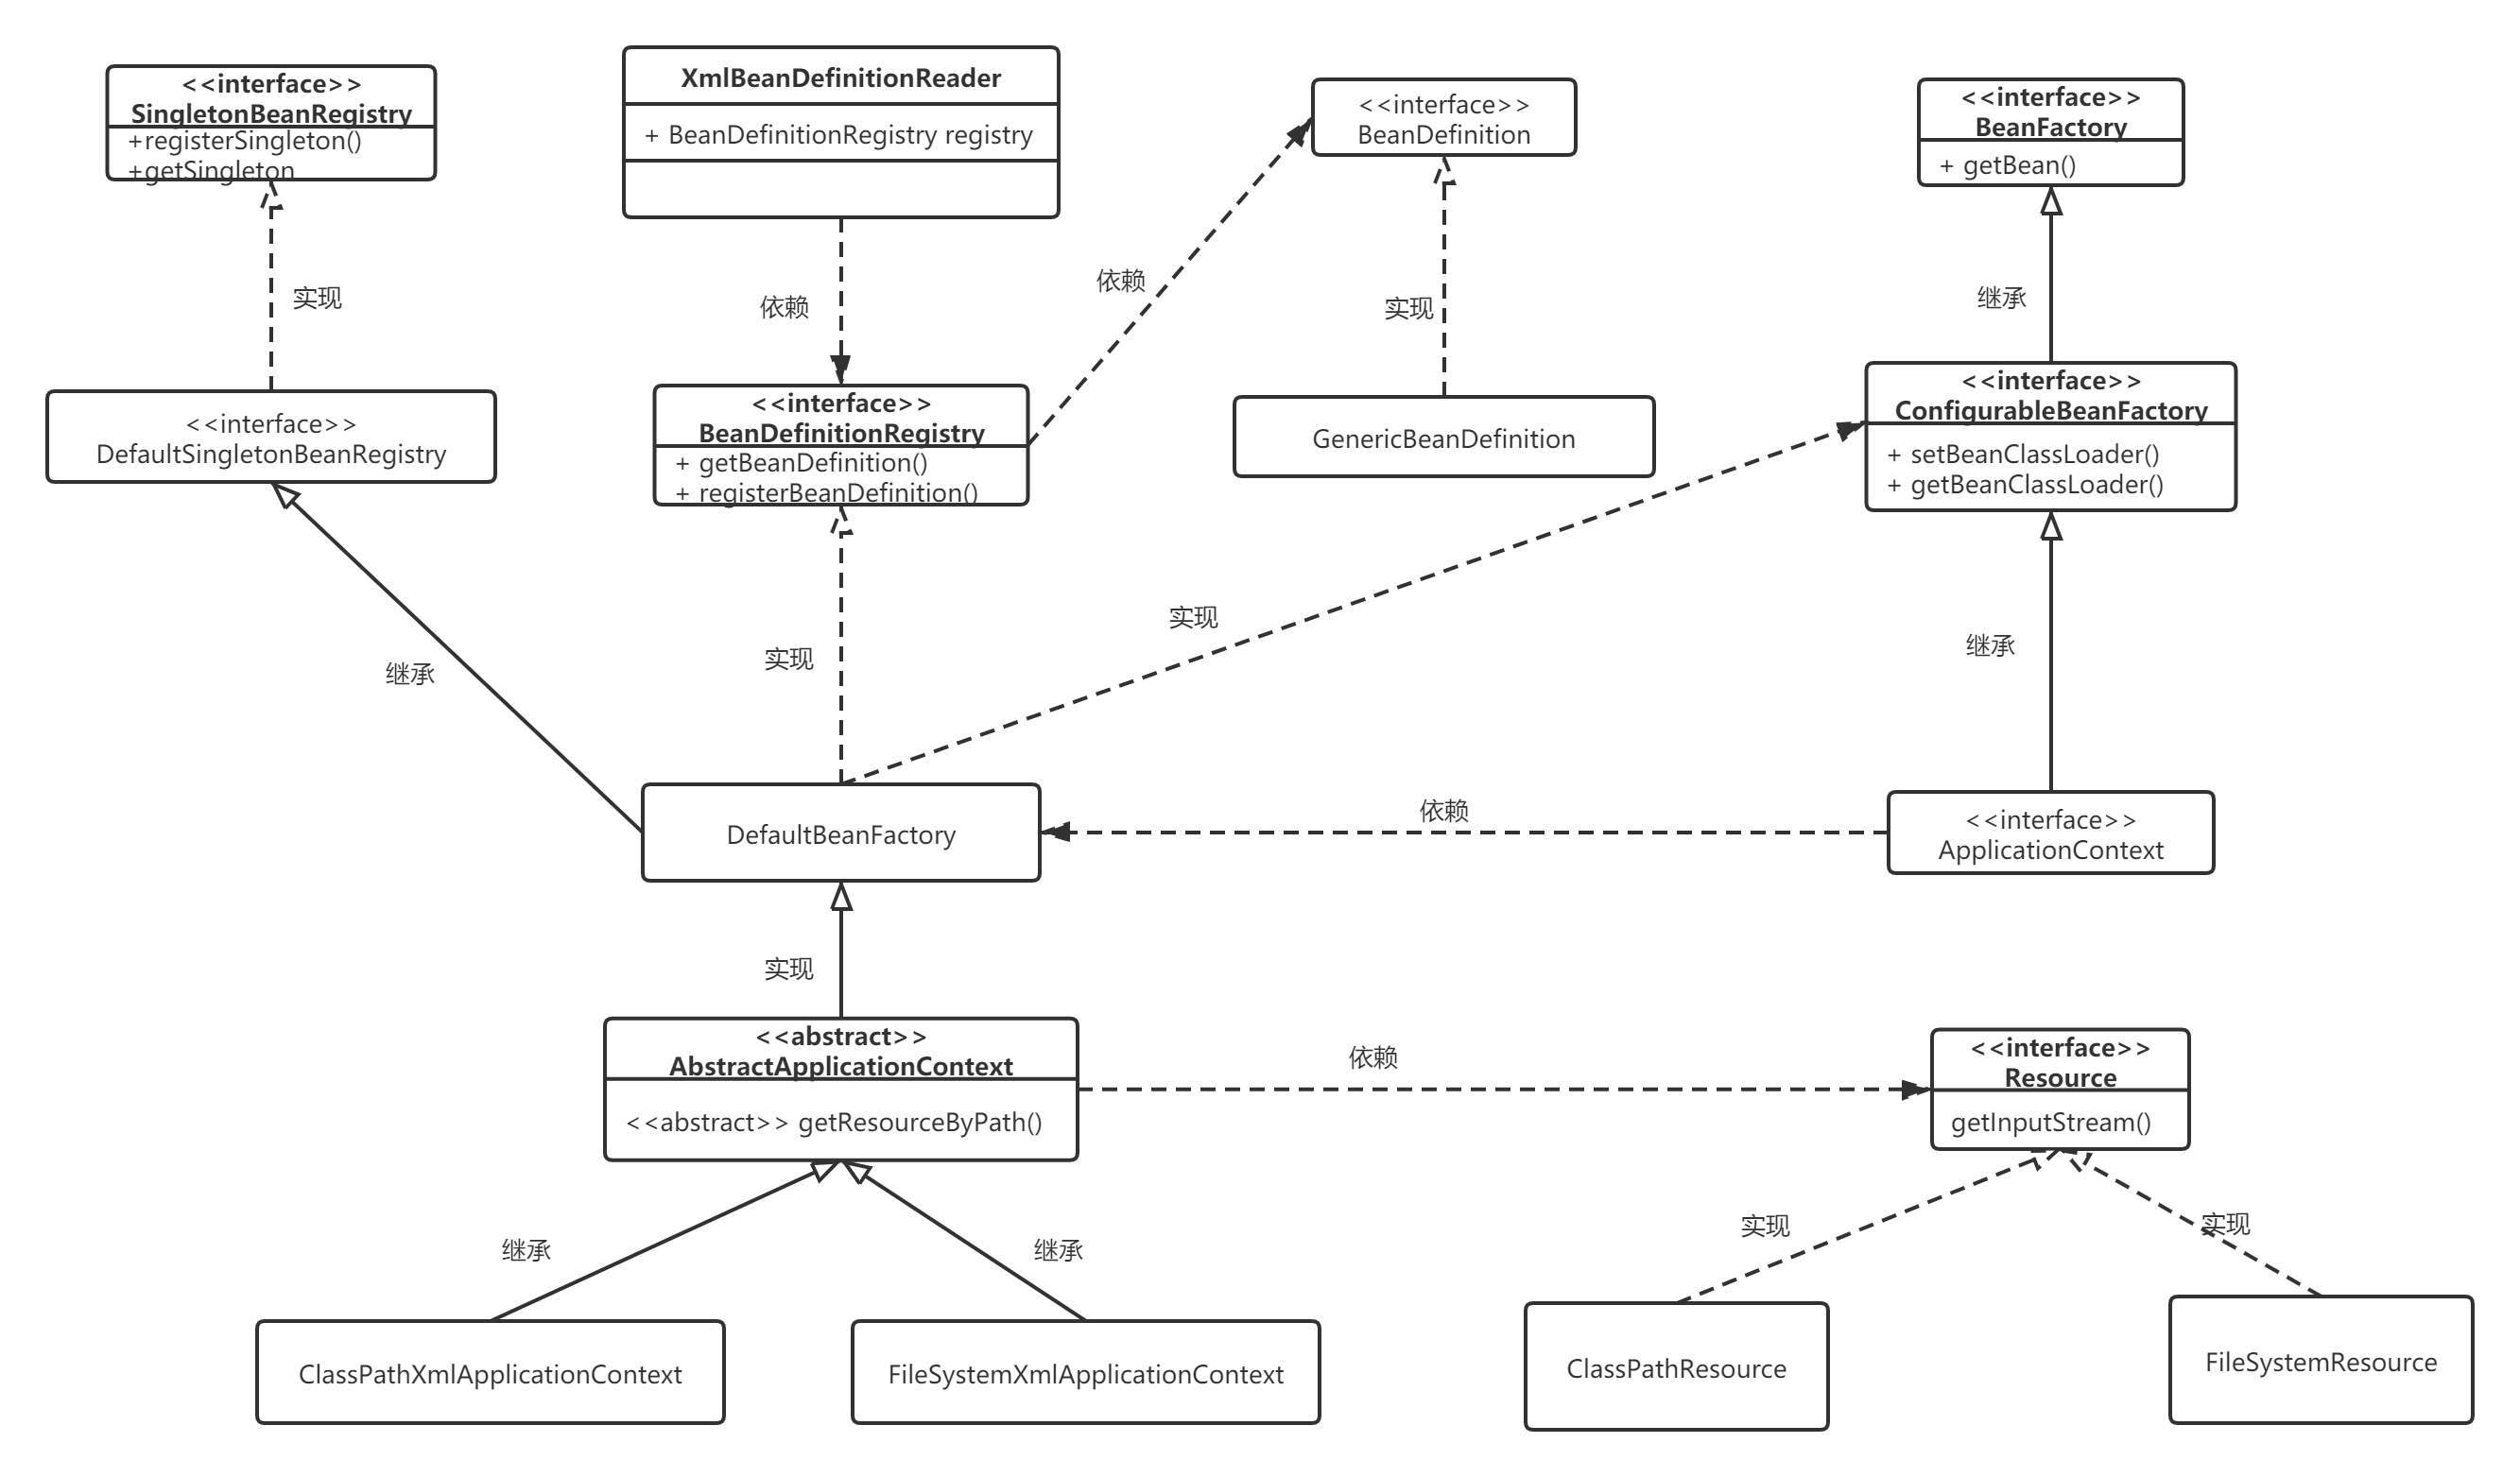 <<interface>>
SingletonBeanRegistry
+registerSingleton()
+getSingleton
XmlBeanDefinitionReader
+ BeanDefinitionRegistry registry
<<interface>>
BeanDefinition
<<interface>>
BeanFactory
+ getBean()
实现
依赖
依赖
实现
继承
<<interface>>
DefaultSingletonBeanRegistry
<<interface>>
BeanDefinitionRegistry
+ getBeanDefinition()
+ registerBeanDefinition()
GenericBeanDefinition
<<interface>>
ConfigurableBeanFactory
+ setBeanClassLoader()
+ getBeanClassLoader()
继承
实现
实现
继承
DefaultBeanFactory
依赖
<<interface>>
ApplicationContext
实现
<<abstract>>
AbstractApplicationContext
<<abstract>> getResourceByPath()
依赖
<<interface>>
Resource
getInputStream()
继承
继承
实现
实现
ClassPathXmlApplicationContext
FileSystemXmlApplicationContext
ClassPathResource
FileSystemResource